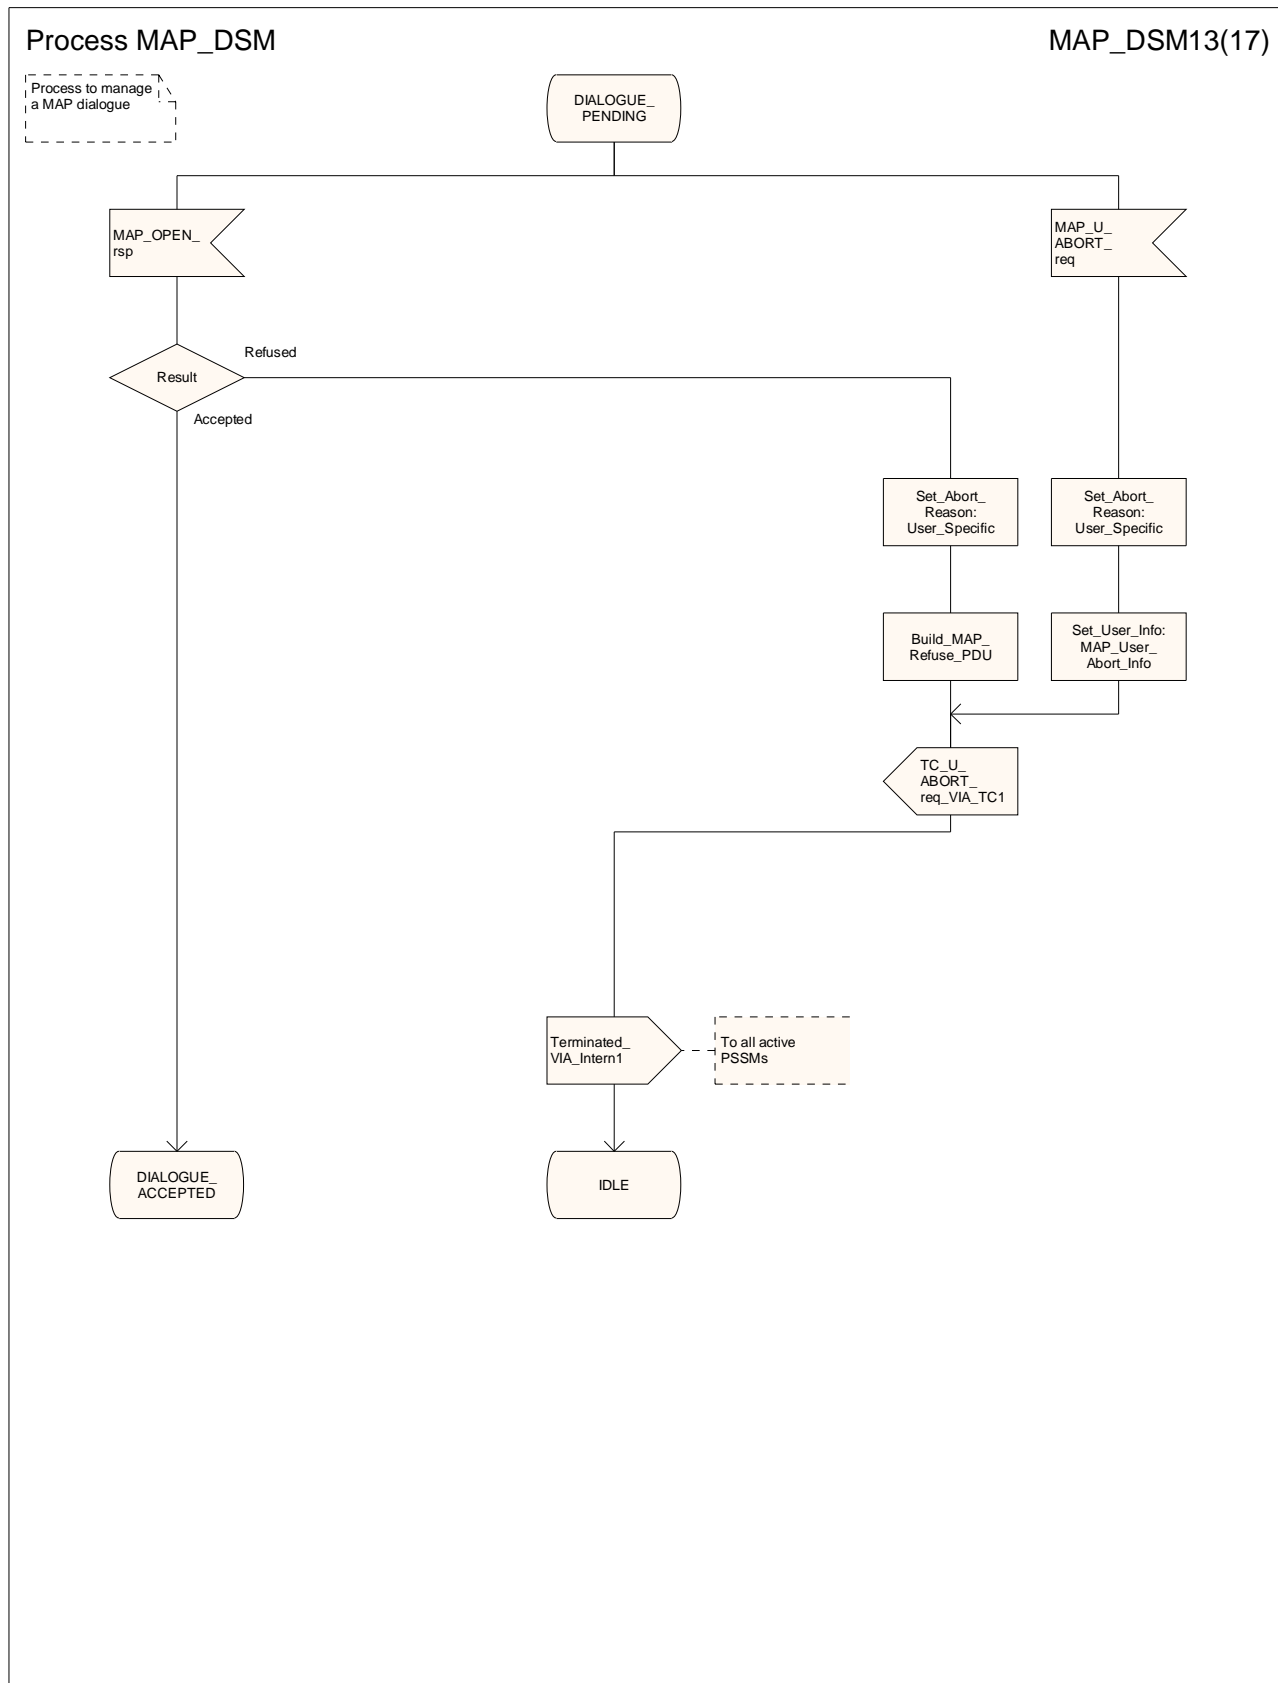 Process MAP_DSM
MAP_DSM13(17)
Process to manage
a MAP dialogue
DIALOGUE_
PENDING
MAP_OPEN_
rsp
MAP_U_
ABORT_
req
Result
Refused
Accepted
Set_Abort_
Reason:
User_Specific
Set_Abort_
Reason:
User_Specific
Build_MAP_
Refuse_PDU
Set_User_Info:
MAP_User_
Abort_Info
TC_U_
ABORT_
req_VIA_TC1
Terminated_
VIA_Intern1
To all active
PSSMs
DIALOGUE_
ACCEPTED
IDLE